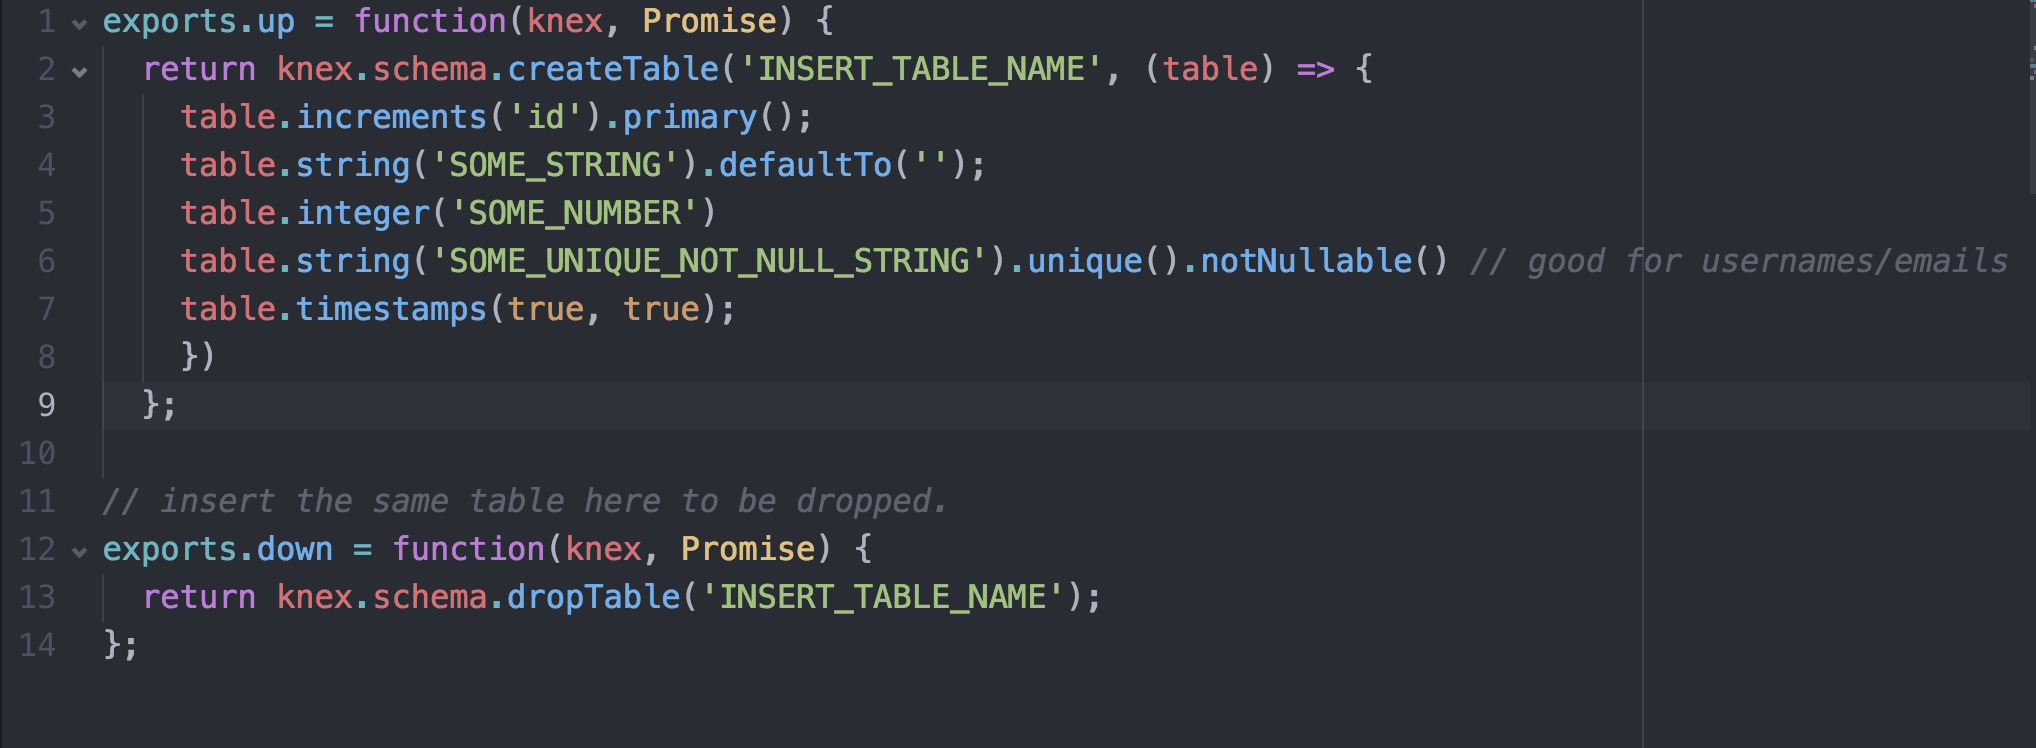 1 exports.up = function(knex, Promise) {
2 return knex.schema.createTable('INSERT_TABLE_NAME', (table) => {
3 table.increments('id').primary();
4 table.string('SOME_STRING').defaultTo('');
5 table.integer('SOME_NUMBER')
6 table.string('SOME_UNIQUE_NOT_NULL_STRING').unique().notNullable() // good for usernames/emails
7 table.timestamps(true, true);
8 })
9 };
10
11 // insert the same table here to be dropped.
12 exports.down = function(knex, Promise) {
13 return knex.schema.dropTable('INSERT_TABLE_NAME');
14 };